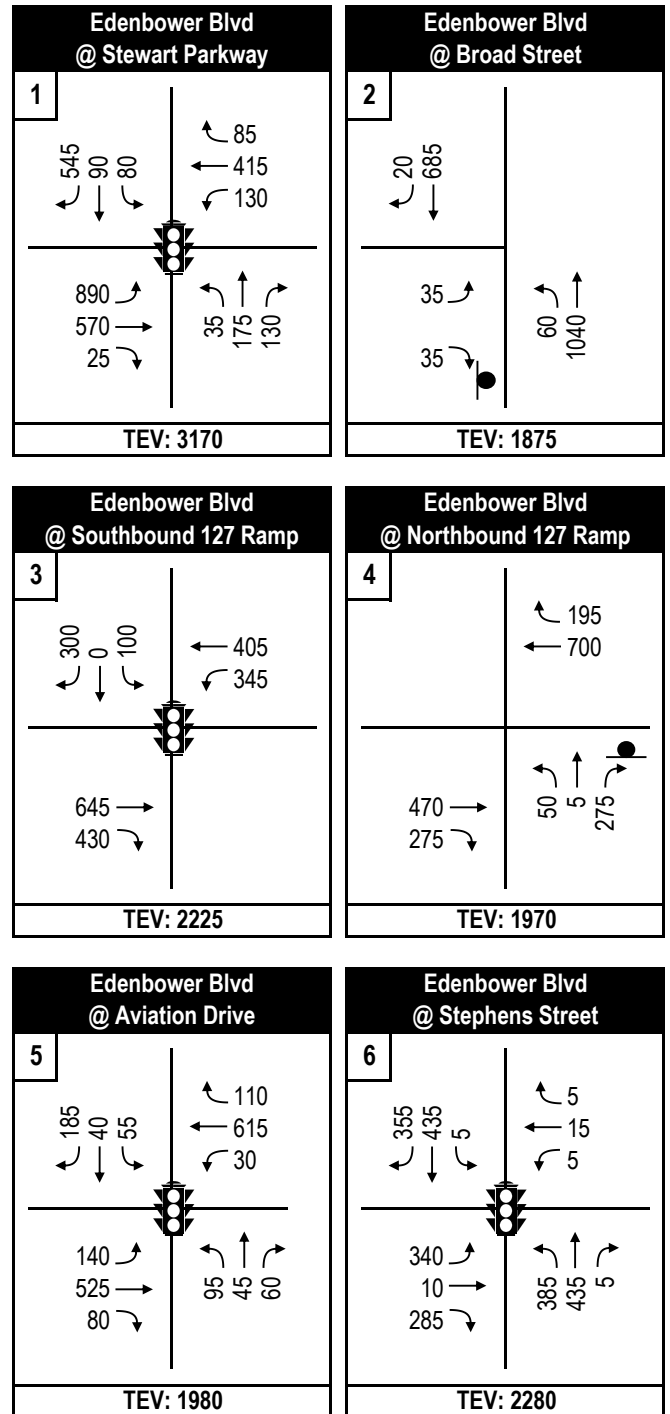 Edenbower Blvd
@ Stewart Parkway
1
545 90 80
85
415
130
890
570
25
35 175 130
TEV: 3170
Edenbower Blvd
@ Broad Street
2
20 685
35
35
60 1040
TEV: 1875
Edenbower Blvd
@ Southbound 127 Ramp
3
300 0 100
405
345
645
430
TEV: 2225
Edenbower Blvd
@ Northbound 127 Ramp
4
195
700
470
275
50 5 275
TEV: 1970
Edenbower Blvd
@ Aviation Drive
5
185 40 55
110
615
30
140
525
80
95 45 60
TEV: 1980
Edenbower Blvd
@ Stephens Street
6
355 435 5
5
15
5
340
10
285
385 435 5
TEV: 2280